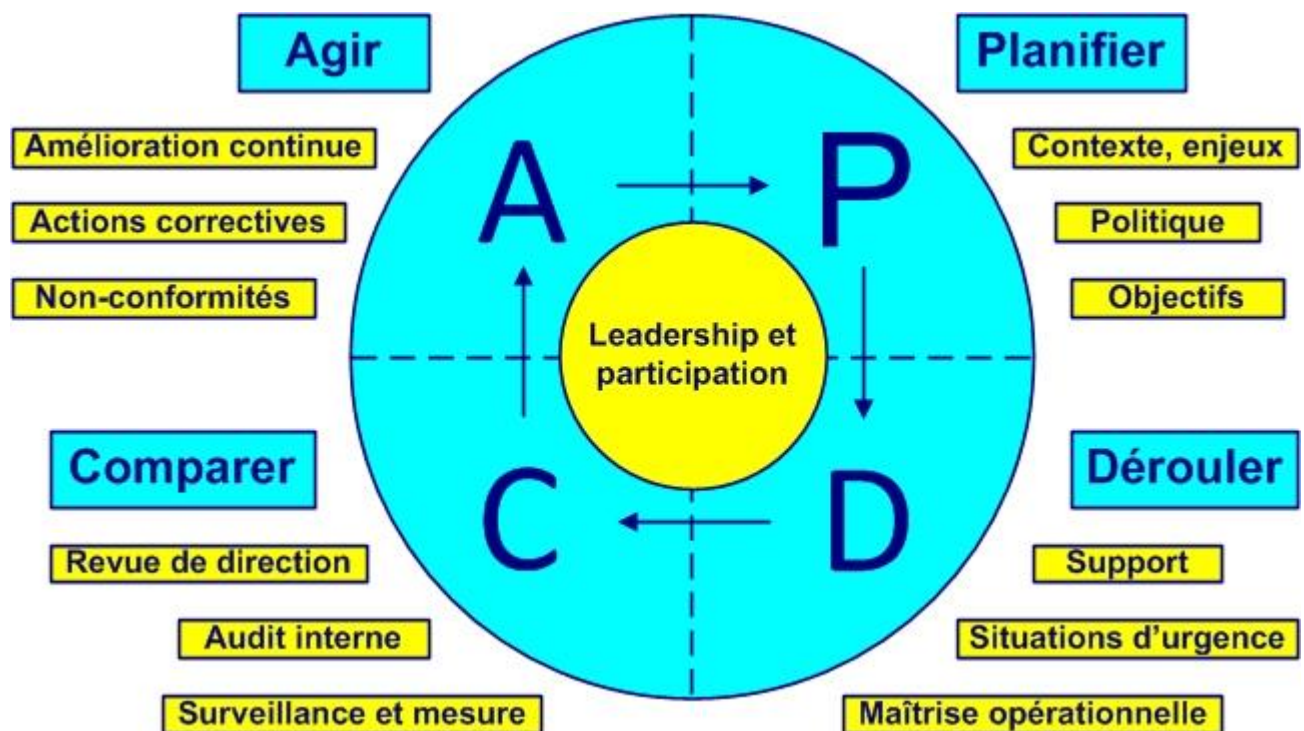 Agir
Planifier
Amélioration continue
Actions correctives
Non-conformités
A
P
Contexte, enjeux
Politique
Objectifs
Leadership et
participation
Comparer
Dérouler
C
D
Revue de direction
Audit interne
Surveillance et mesure
Support
Situations d’urgence
Maîtrise opérationnelle